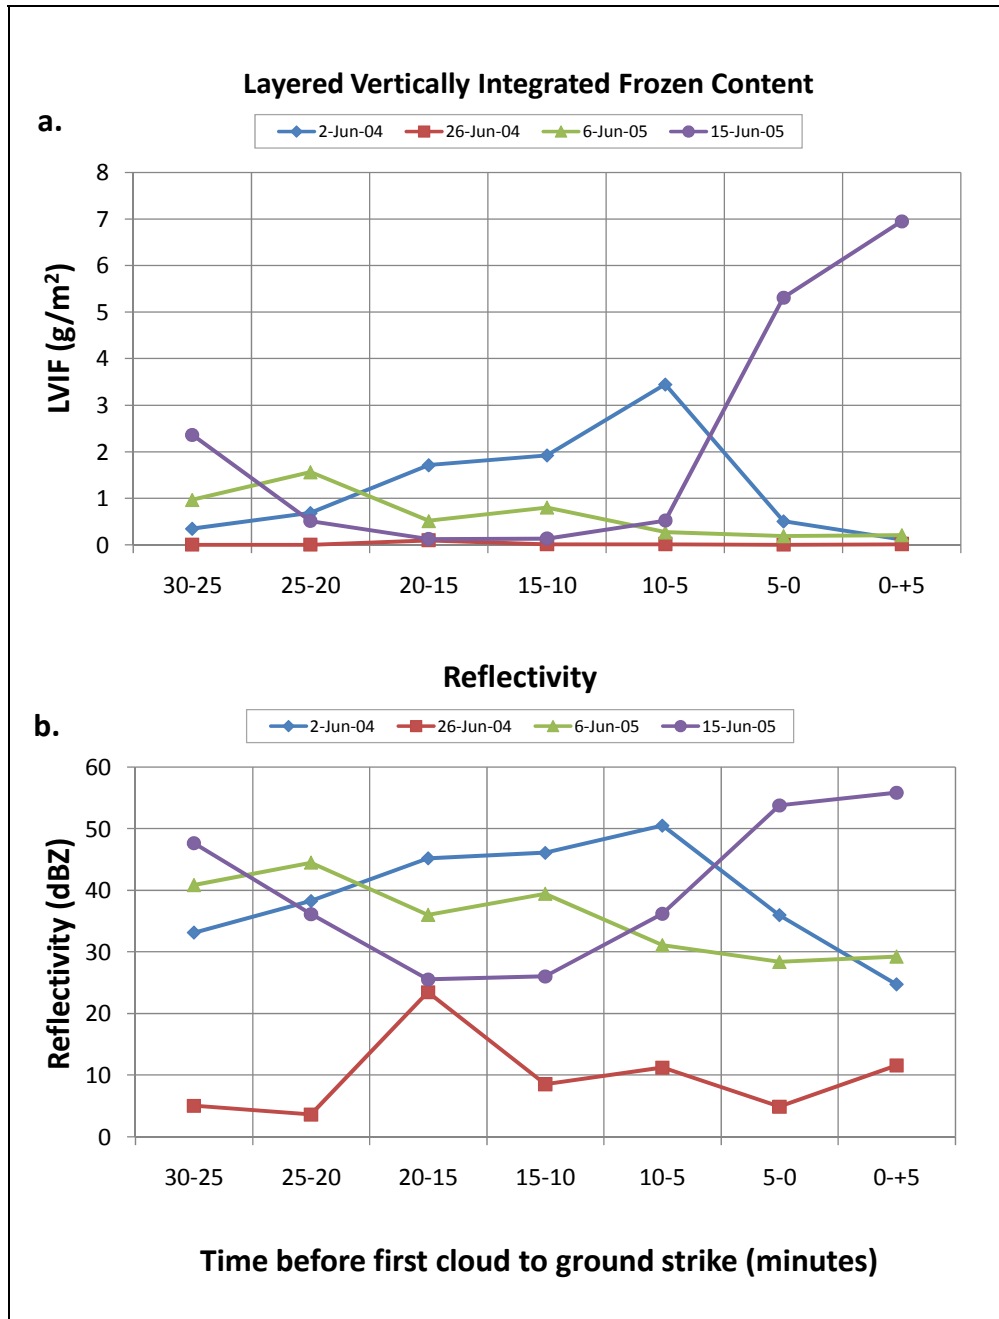 Layered Vertically Integrated Frozen Content
a.
2-Jun-04 26-Jun-04 6-Jun-05 15-Jun-05
LVIF (g/m²)
8
7
6
5
4
3
2
1
0
30-25 25-20 20-15 15-10 10-5 5-0 0-+5
Reflectivity
b.
2-Jun-04 26-Jun-04 6-Jun-05 15-Jun-05
Reflectivity (dBZ)
60
50
40
30
20
10
0
30-25 25-20 20-15 15-10 10-5 5-0 0-+5
Time before first cloud to ground strike (minutes)